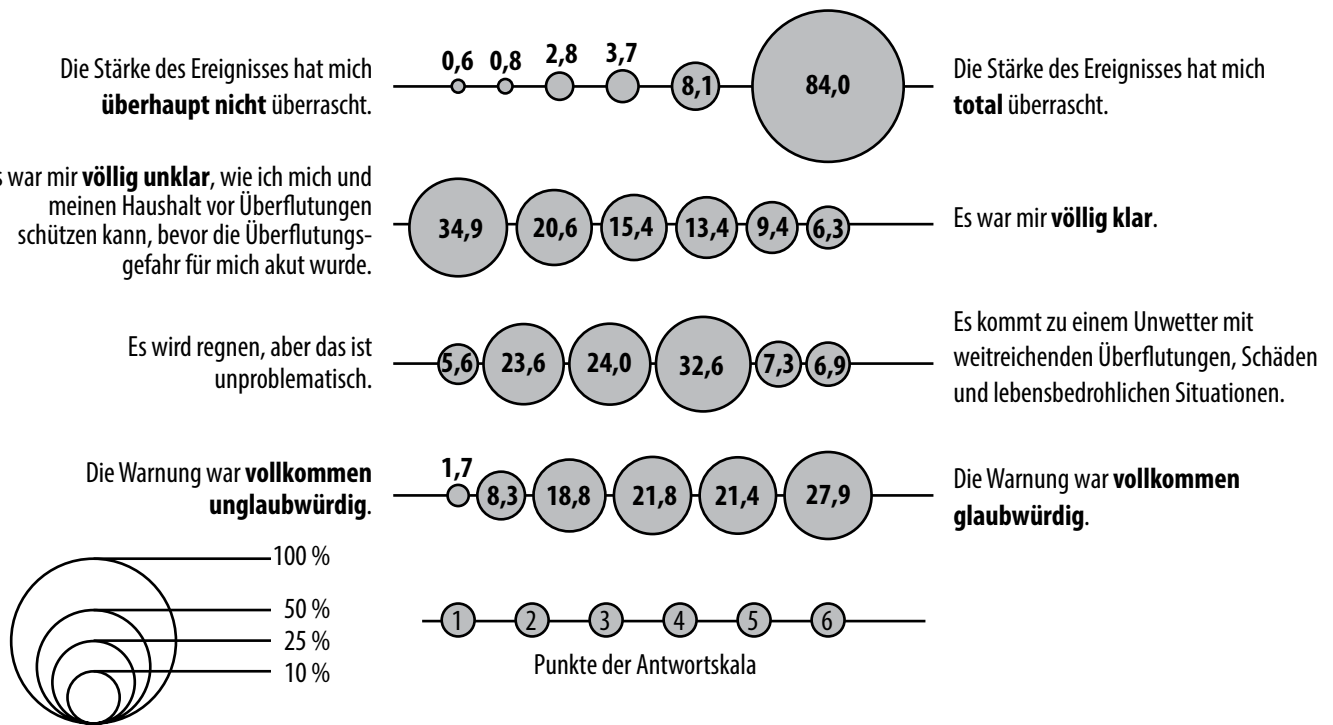 Die Stärke des Ereignisses hat mich
überhaupt nicht überrascht.
0,6 0,8 2,8 3,7 8,1 84,0
Die Stärke des Ereignisses hat mich
total überrascht.
s war mir völlig unklar, wie ich mich und
meinen Haushalt vor Überflutungen
schützen kann, bevor die Überflutungs-
gefahr für mich akut wurde.
34,9 20,6 15,4 13,4 9,4 6,3
Es war mir völlig klar.
Es wird regnen, aber das ist
unproblematisch.
5,6 23,6 24,0 32,6 7,3 6,9
Es kommt zu einem Unwetter mit
weitreichenden Überflutungen, Schäden
und lebensbedrohlichen Situationen.
Die Warnung war vollkommen
unglaubwürdig.
1,7 8,3 18,8 21,8 21,4 27,9
Die Warnung war vollkommen
glaubwürdig.
100 %
50 %
25 %
10 %
1 2 3 4 5 6
Punkte der Antwortskala